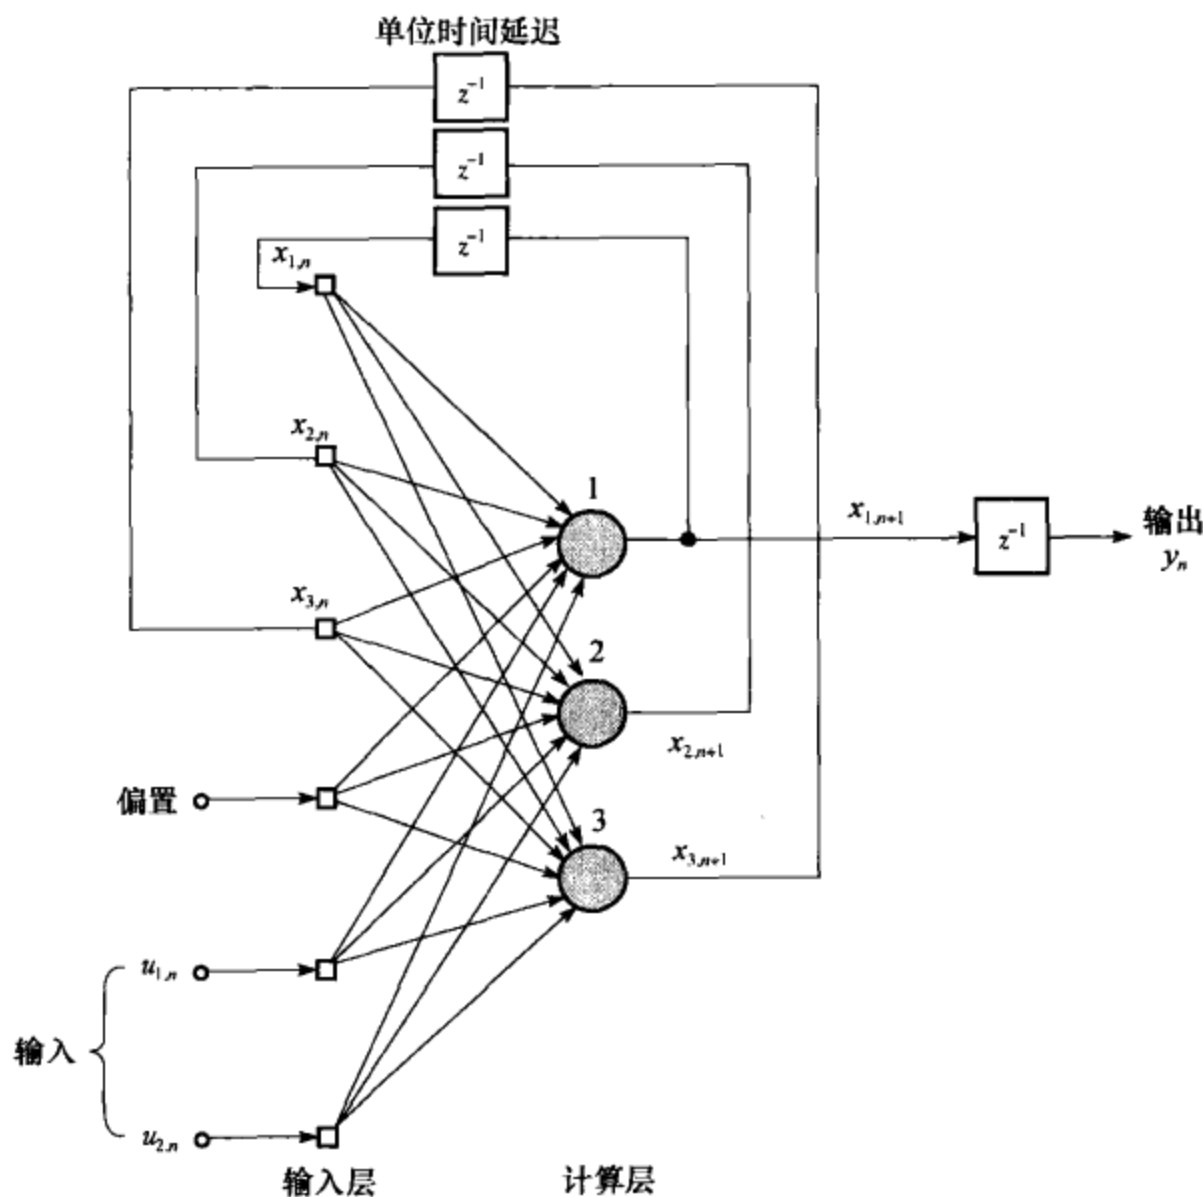 单位时间延迟
z⁻¹
z⁻¹
z⁻¹
x₁,ₙ
x₂,ₙ
1
x₁,ₙ₊₁
z⁻¹
输出
yₙ
x₃,ₙ
2
x₂,ₙ₊₁
偏置
3
x₃,ₙ₊₁
u₁,ₙ
输入
u₂,ₙ
输入层
计算层